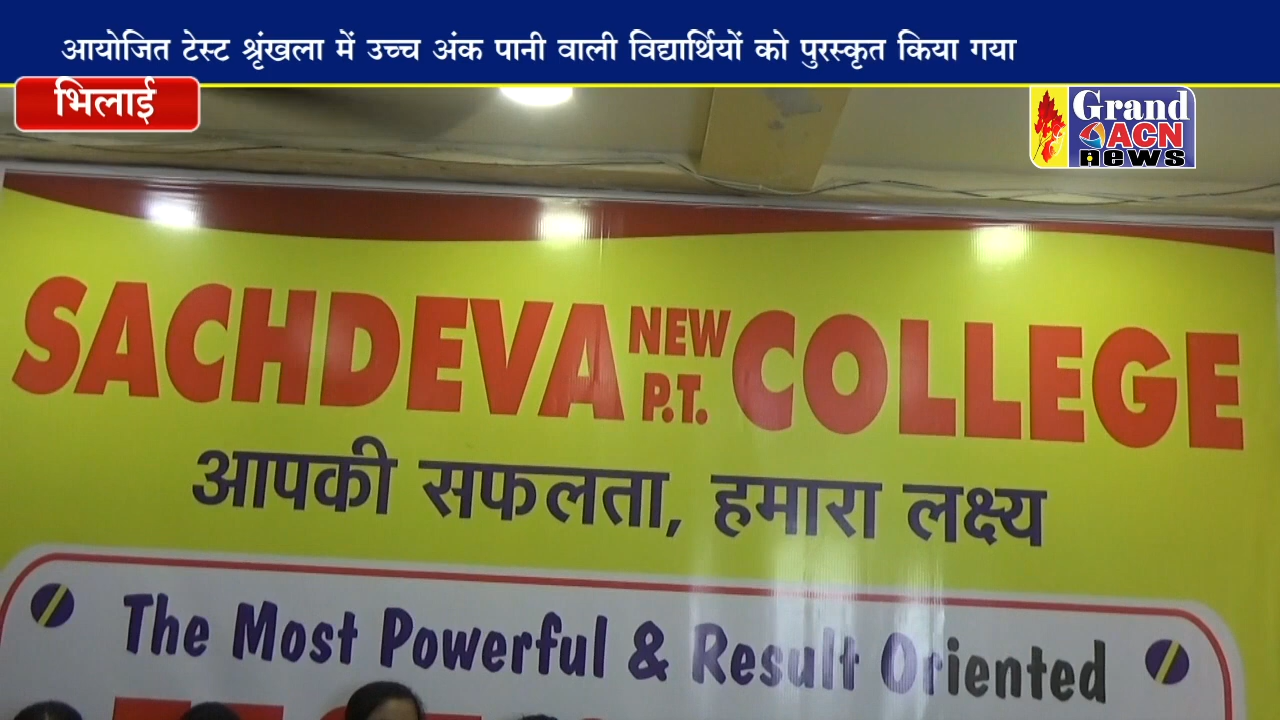 आयोजित टेस्ट श्रृंखला में उच्च अंक पानी वाली विद्यार्थियों को पुरस्कृत किया गया
भिलाई
Grand
ACN
news
SACHDEVA NEW P.T. COLLEGE
आपकी सफलता, हमारा लक्ष्य
The Most Powerful & Result Oriented